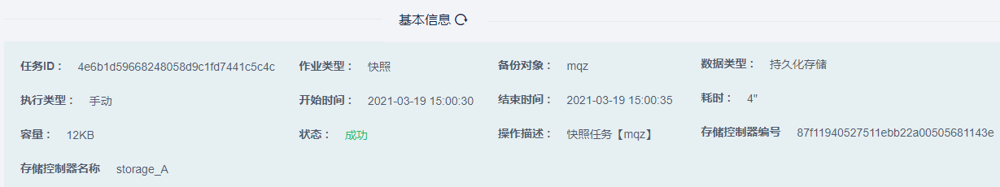 基本信息
任务ID： 4e6b1d59668248058d9c1fd7441c5c4c 作业类型： 快照 备份对象： mqz 数据类型： 持久化存储
执行类型： 手动 开始时间： 2021-03-19 15:00:30 结束时间： 2021-03-19 15:00:35 耗时： 4"
容量： 12KB 状态： 成功 操作描述： 快照任务【mqz】 存储控制器编号 87f11940527511ebb22a00505681143e
存储控制器名称 storage_A